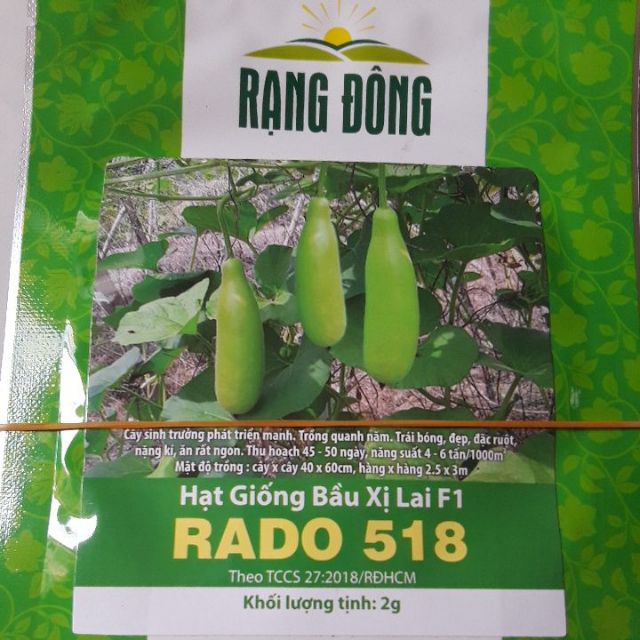 RẠNG ĐÔNG
Cây sinh trưởng phát triển mạnh. Trồng quanh năm. Trái bóng, đẹp, đặc ruột,
nặng kí, ăn rất ngon. Thu hoạch 45 - 50 ngày, năng suất 4 - 6 tấn/1000m²
Mật độ trồng : cây x cây 40 x 60cm, hàng x hàng 2.5 x 3m
Hạt Giống Bầu Xị Lai F1
RADO 518
Theo TCCS 27:2018/RĐHCM
Khối lượng tịnh: 2g